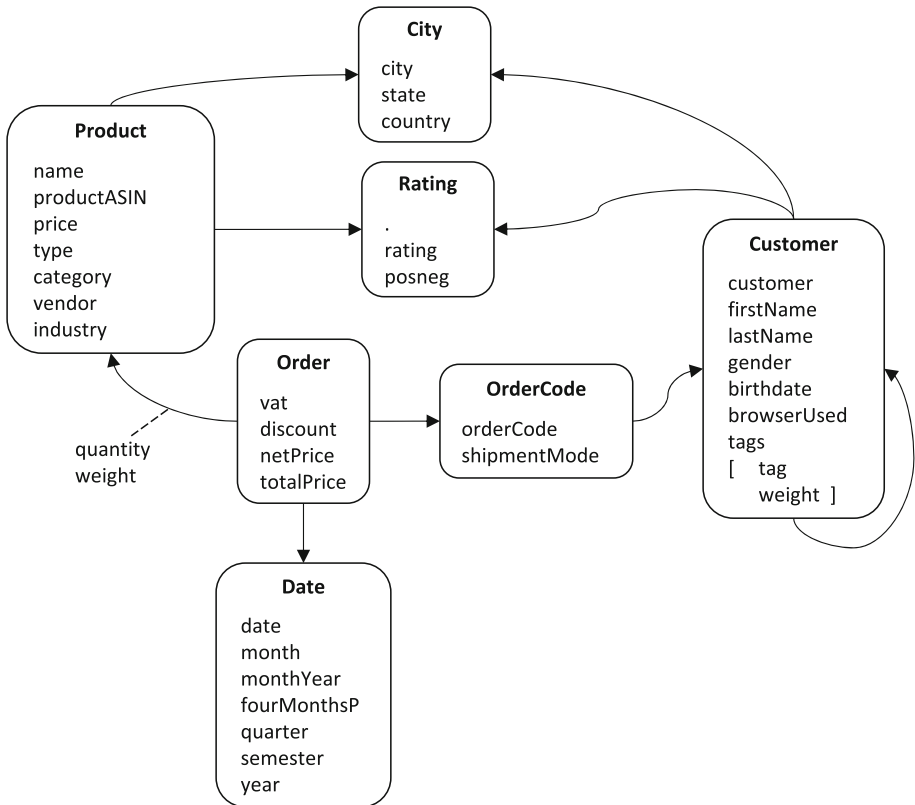 City
city
state
country
Product
name
productASIN
price
type
category
vendor
industry
Rating
.
rating
posneg
Customer
customer
firstName
lastName
gender
birthdate
browserUsed
tags
[ tag
weight ]
Order
vat
discount
netPrice
totalPrice
OrderCode
orderCode
shipmentMode
quantity
weight
Date
date
month
monthYear
fourMonthsP
quarter
semester
year